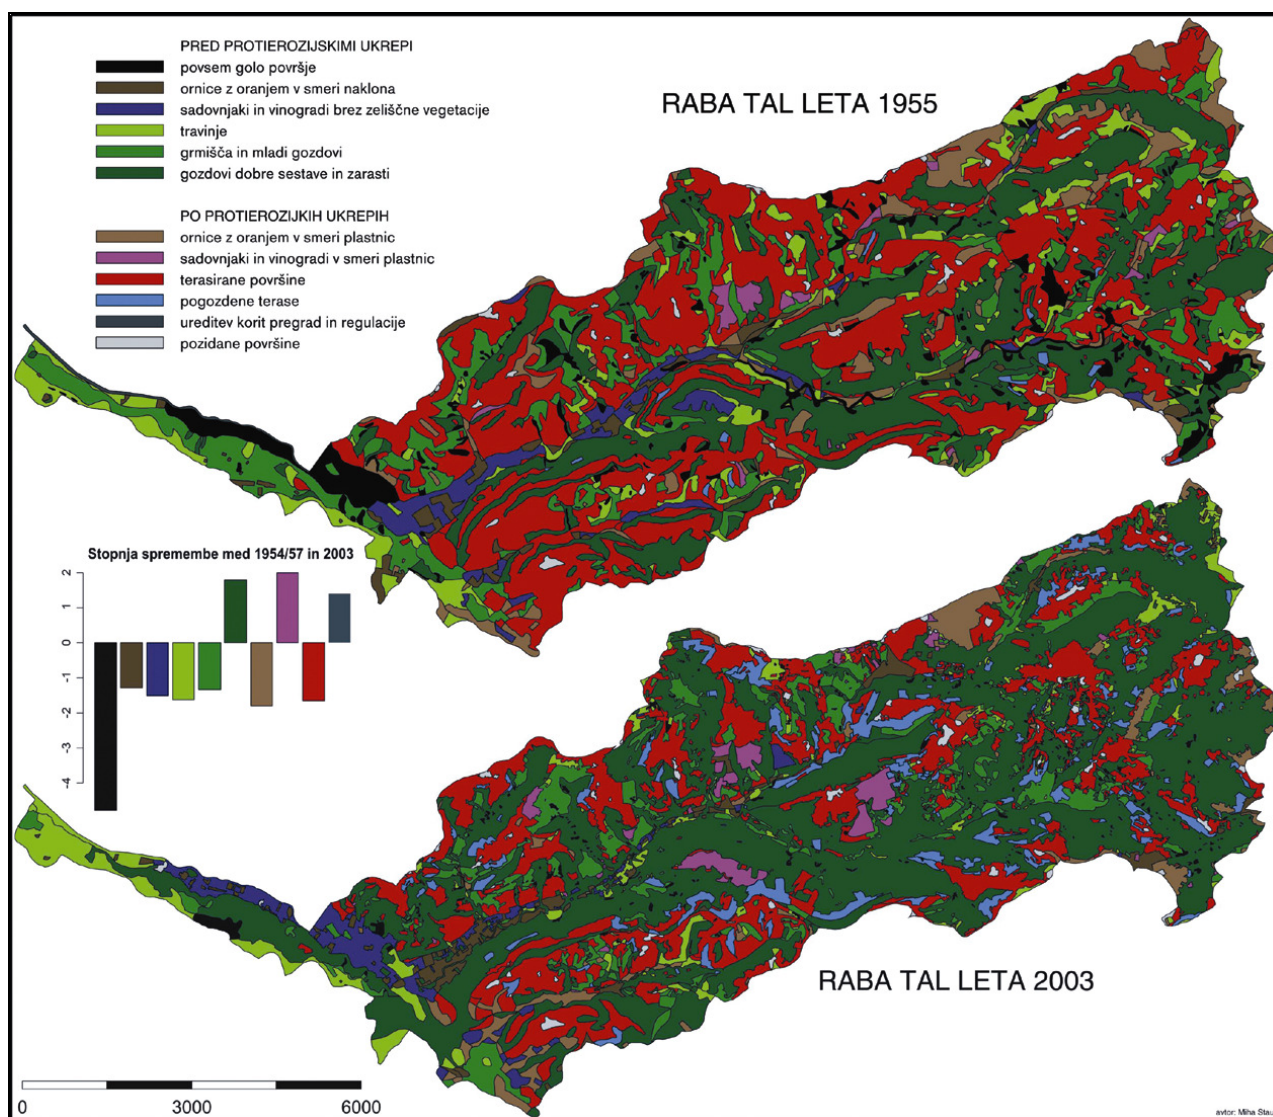 PRED PROTIEROZIJSKIMI UKREPI
povsem golo površje
ornice z oranjem v smeri naklona
sadovnjaki in vinogradi brez zeliščne vegetacije
travinje
grmišča in mladi gozdovi
gozdovi dobre sestave in zarasti
PO PROTIEROZIJKIH UKREPIH
ornice z oranjem v smeri plastnic
sadovnjaki in vinogradi v smeri plastnic
terasirane površine
pogozdene terase
ureditev korit pregrad in regulacije
pozidane površine
RABA TAL LETA 1955
Stopnja spremembe med 1954/57 in 2003
2
1
0
-1
-2
-3
-4
RABA TAL LETA 2003
0 3000 6000
avtor: Miha Stau